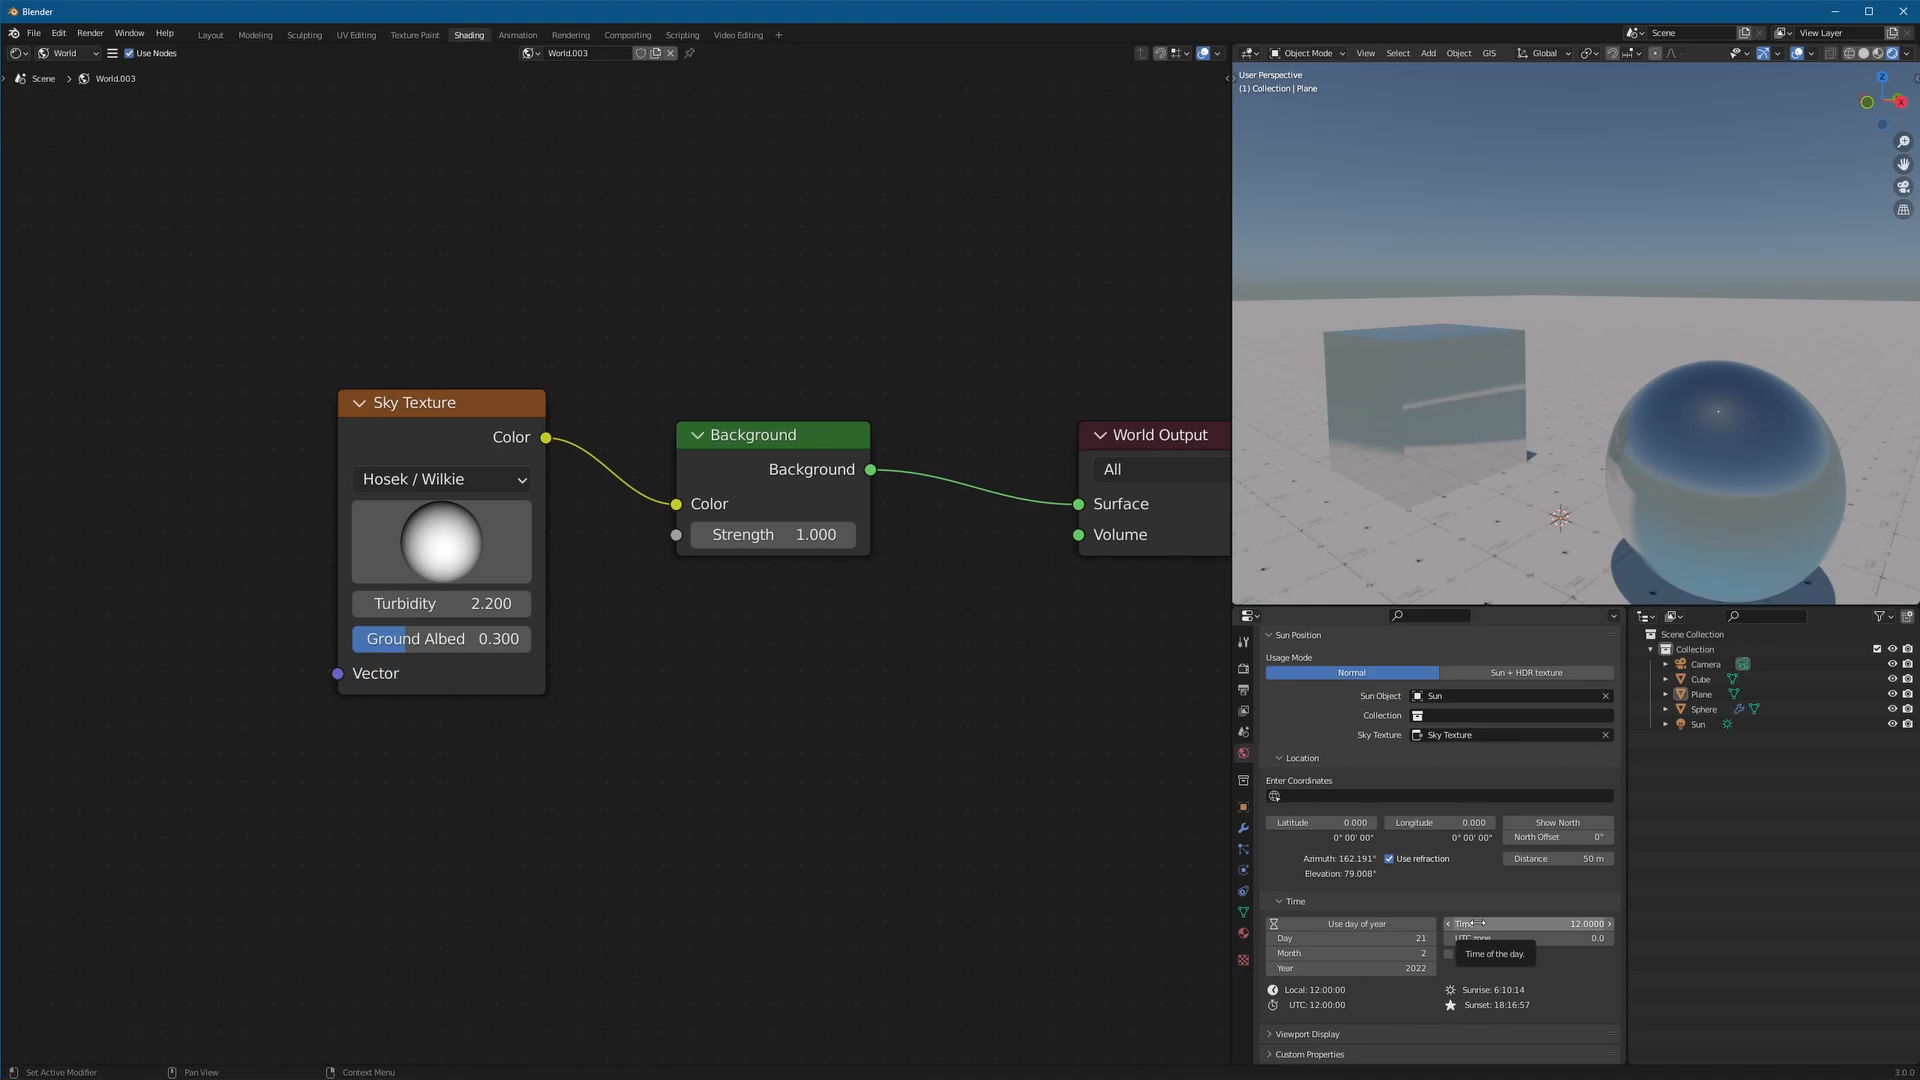 Blender
File Edit Render Window Help
Layout Modeling Sculpting UV Editing Texture Paint Shading Animation Rendering Compositing Scripting Video Editing +
Scene View Layer
World Use Nodes World.003
Object Mode View Select Add Object GIS Global
Scene > World.003
User Perspective
(1) Collection | Plane
Z
X
Sky Texture
Color
Hosek / Wilkie
Turbidity 2.200
Ground Albed 0.300
Vector
Background
Background
Color
Strength 1.000
World Output
All
Surface
Volume
Sun Position
Usage Mode
Normal Sun + HDR texture
Sun Object Sun
Collection
Sky Texture Sky Texture
Location
Enter Coordinates
Latitude 0.000 Longitude 0.000 Show North
0° 00' 00" 0° 00' 00" North Offset 0°
Azimuth: 162.191° Use refraction Distance 50 m
Elevation: 79.008°
Time
Use day of year
Day 21
Month 2
Year 2022
12.0000
UTC zone 0.0
Time of the day.
Local: 12:00:00 Sunrise: 6:10:14
UTC: 12:00:00 Sunset: 18:16:57
Viewport Display
Custom Properties
Scene Collection
Collection
Camera
Cube
Plane
Sphere
Sun
Set Active Modifier Pan View Context Menu 3.0.0